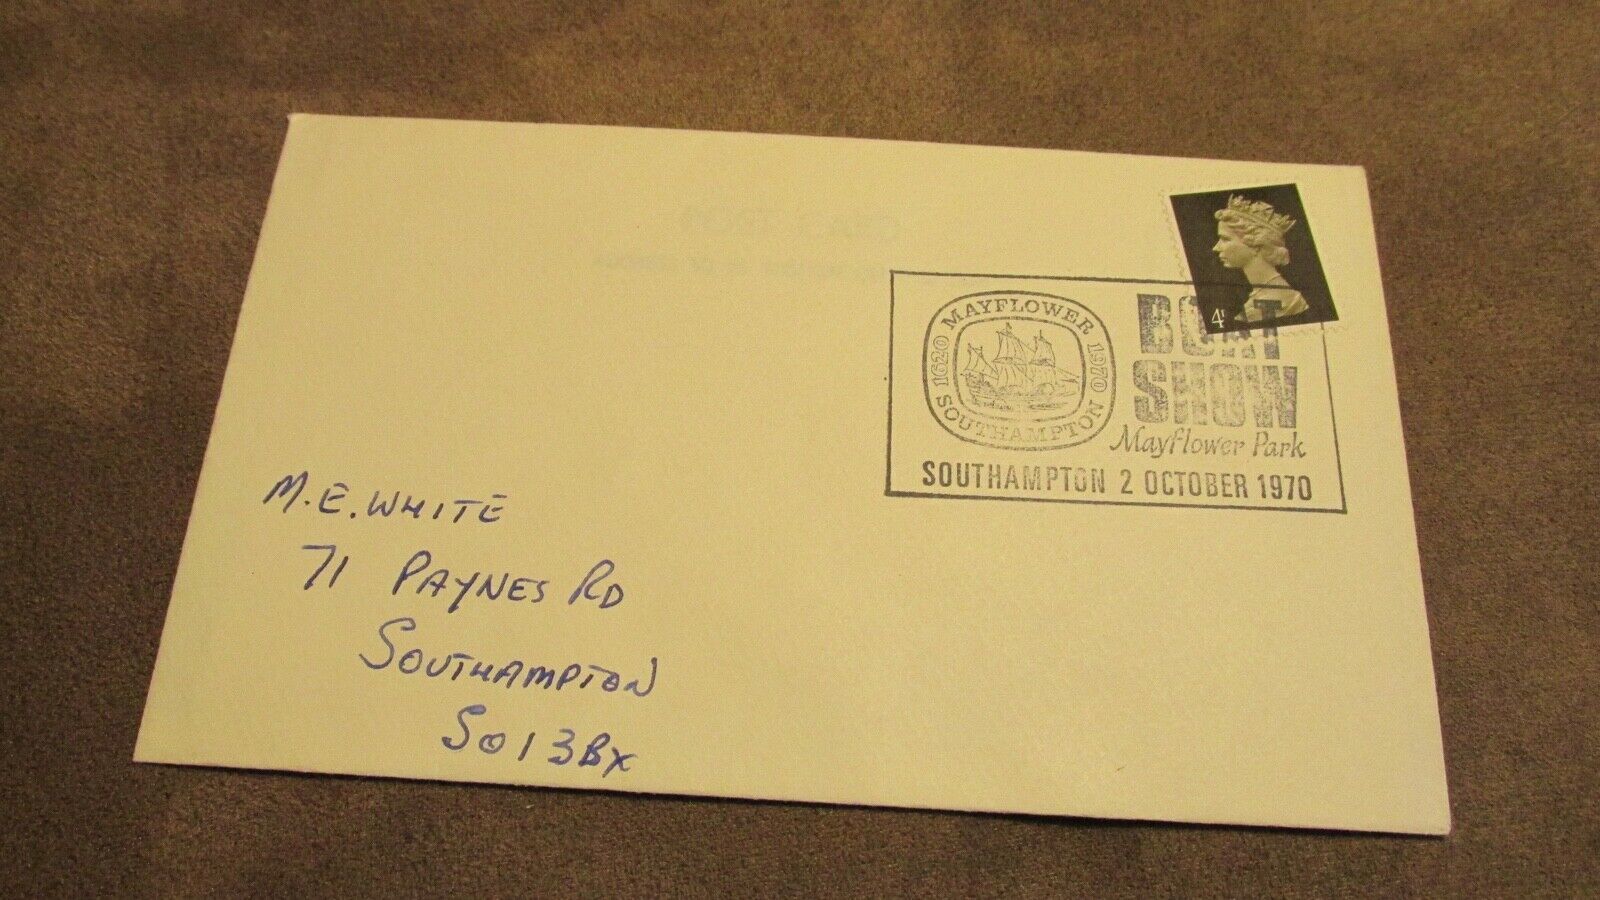 4ᴰ
MAYFLOWER
1620
1970
SOUTHAMPTON
BOAT
SHOW
Mayflower Park
SOUTHAMPTON 2 OCTOBER 1970
M.E. WHITE
71 PAYNES RD
SOUTHAMPTON
SO1 3BX